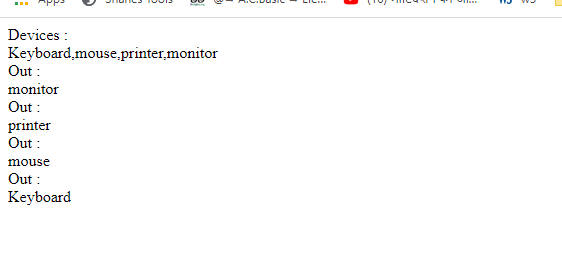 Apps
Devices :
Keyboard,mouse,printer,monitor
Out :
monitor
Out :
printer
Out :
mouse
Out :
Keyboard